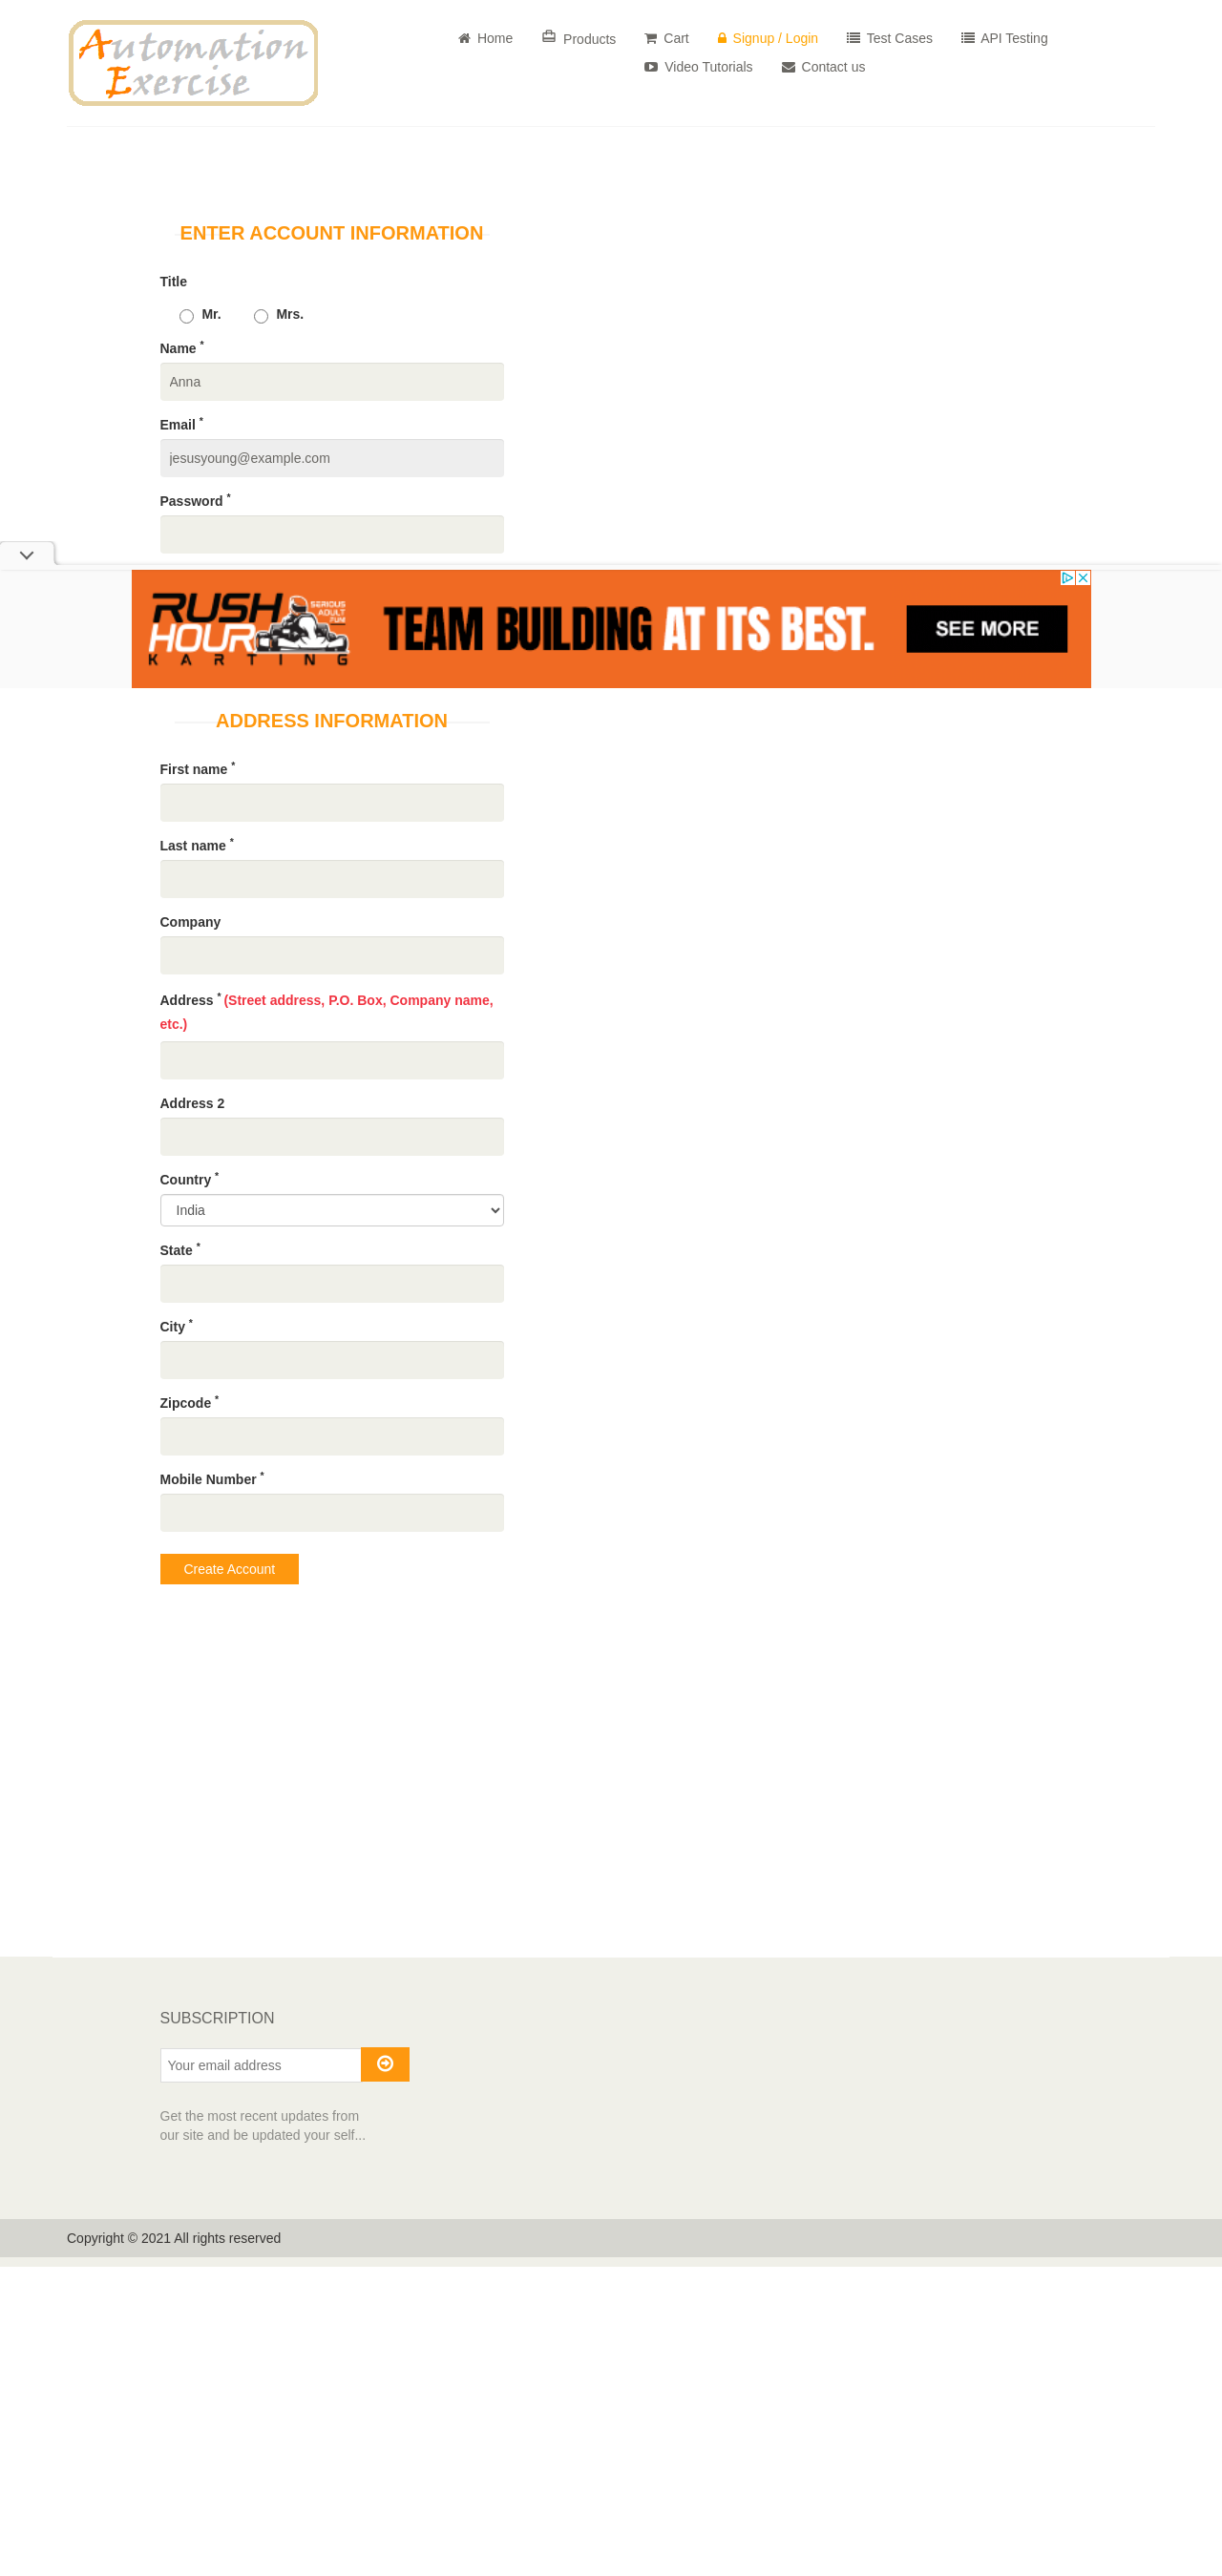 Automation
Exercise
Home
Products
Cart
Signup / Login
Test Cases
API Testing
Video Tutorials
Contact us
ENTER ACCOUNT INFORMATION
Title
Mr.
Mrs.
Name *
Anna
Email *
jesusyoung@example.com
Password *
RUSH HOUR KARTING
SERIOUS ADULT FUN!
TEAM BUILDING AT ITS BEST.
SEE MORE
ADDRESS INFORMATION
First name *
Last name *
Company
Address * (Street address, P.O. Box, Company name,
etc.)
Address 2
Country *
India
State *
City *
Zipcode *
Mobile Number *
Create Account
SUBSCRIPTION
Your email address
Get the most recent updates from
our site and be updated your self...
Copyright © 2021 All rights reserved